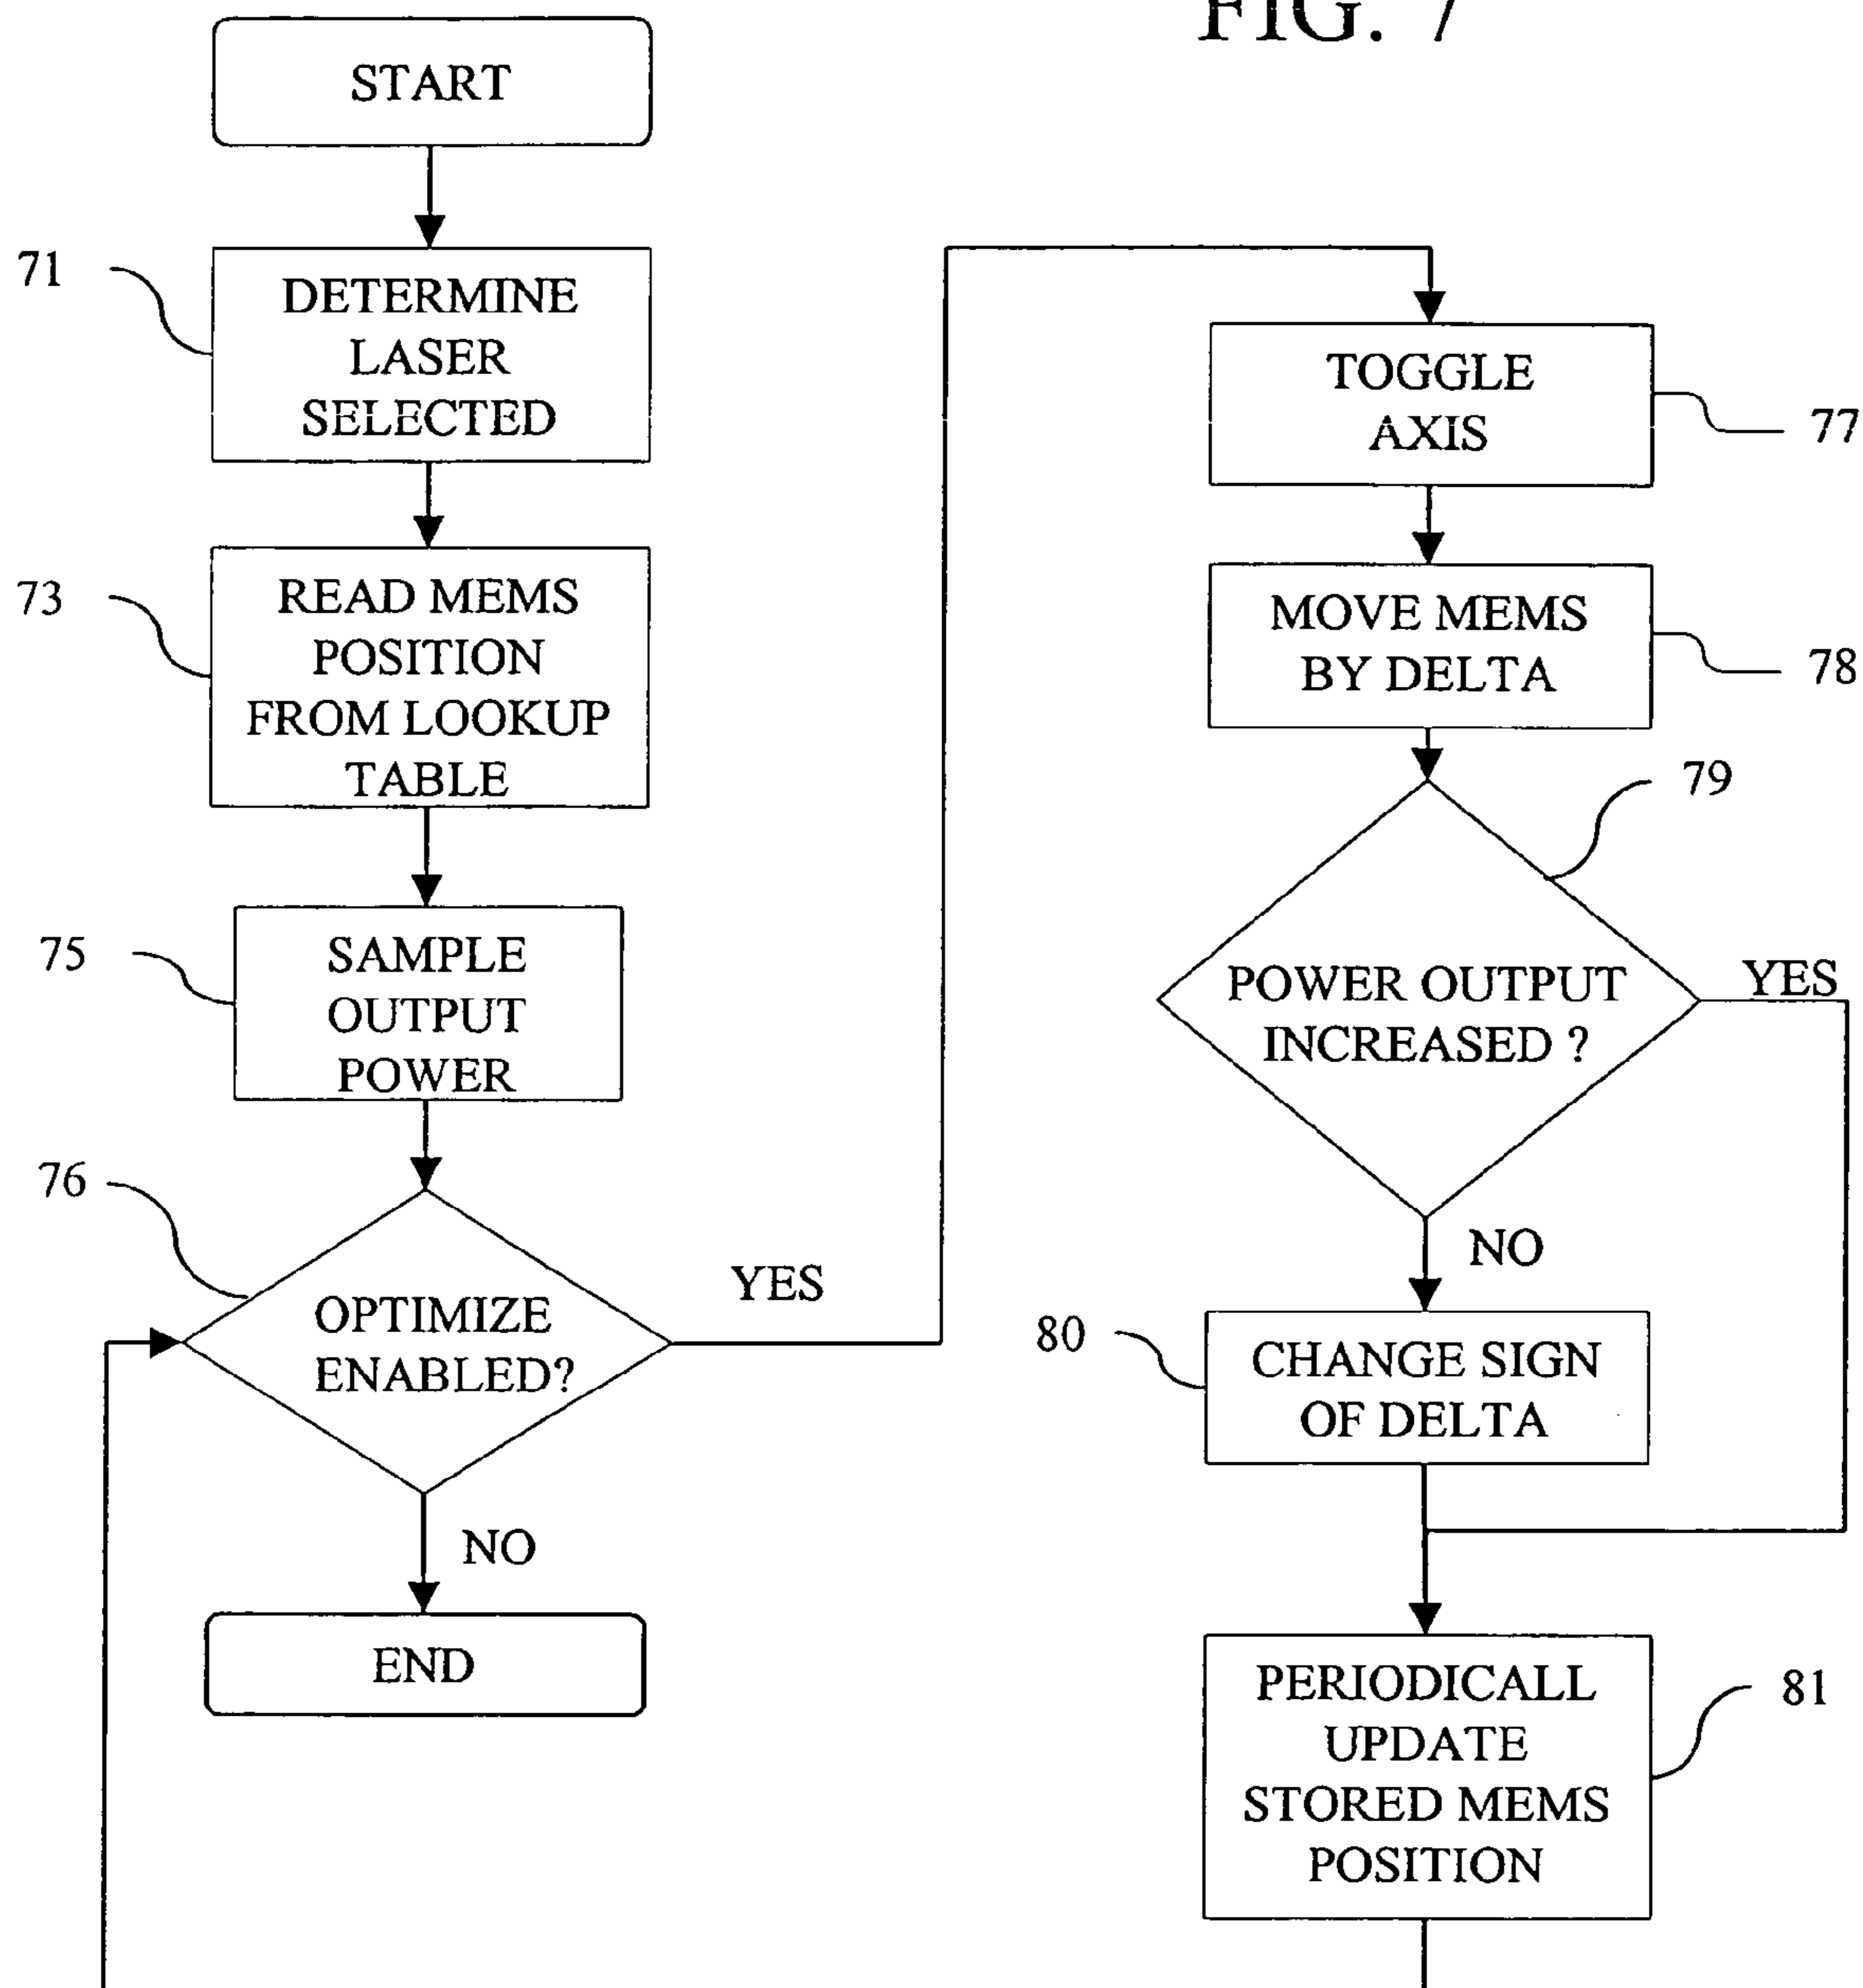 FIG. 7
START
71
DETERMINE
LASER
SELECTED
73
READ MEMS
POSITION
FROM LOOKUP
TABLE
75
SAMPLE
OUTPUT
POWER
76
OPTIMIZE
ENABLED?
YES
NO
END
TOGGLE
AXIS
77
MOVE MEMS
BY DELTA
78
79
POWER OUTPUT
INCREASED ?
YES
NO
80
CHANGE SIGN
OF DELTA
PERIODICALL
UPDATE
STORED MEMS
POSITION
81